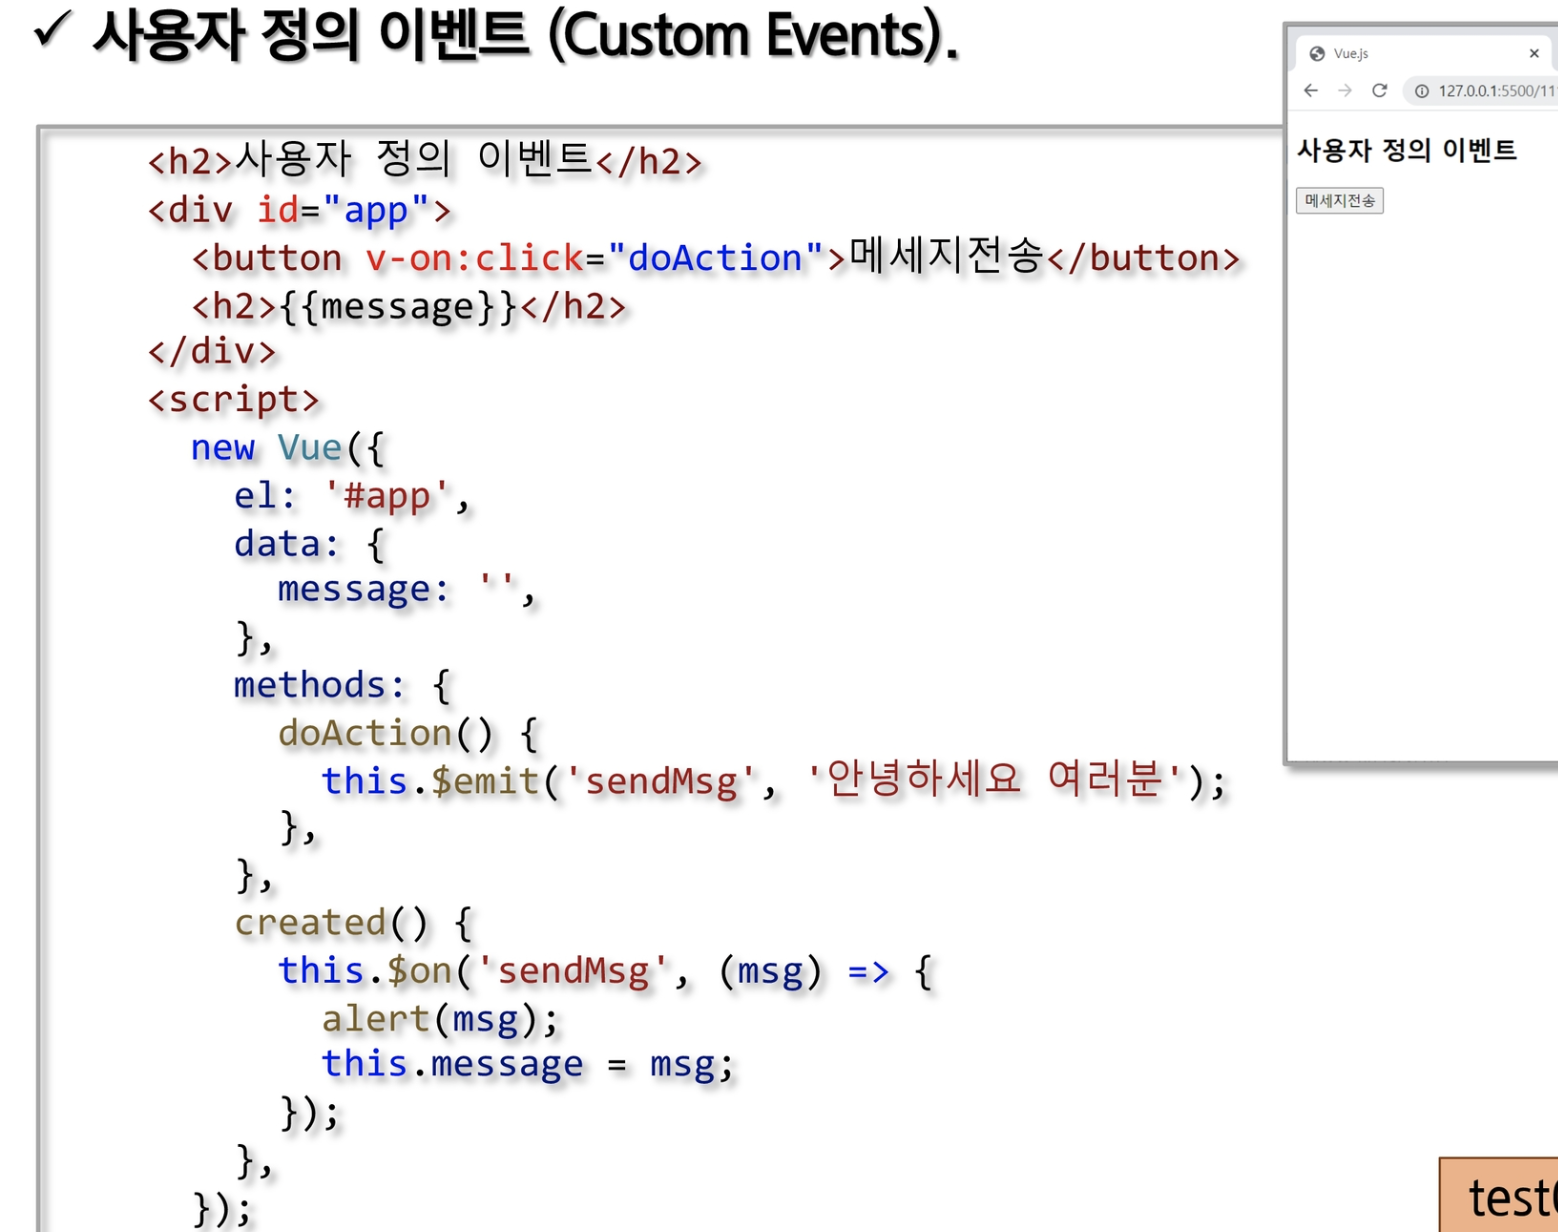 ✓ 사용자 정의 이벤트 (Custom Events).
<h2>사용자 정의 이벤트</h2>
<div id="app">
<button v-on:click="doAction">메세지전송</button>
<h2>{{message}}</h2>
</div>
<script>
new Vue({
el: '#app',
data: {
message: '',
},
methods: {
doAction() {
this.$emit('sendMsg', '안녕하세요 여러분');
},
},
created() {
this.$on('sendMsg', (msg) => {
alert(msg);
this.message = msg;
});
},
});
Vue.js
127.0.0.1:5500/11
사용자 정의 이벤트
메세지전송